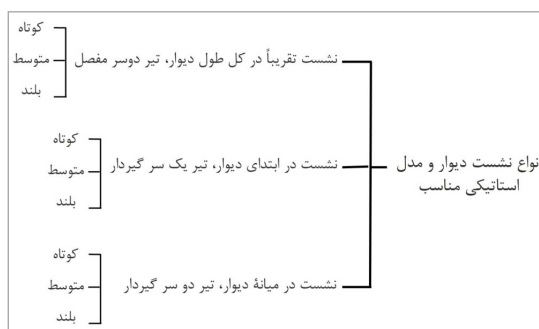 نواع نشست دیوار و مدل
استاتیکی مناسب
نشست تقریباً در کل طول دیوار، تیر دوسر مفصل
کوتاه
متوسط
بلند
نشست در ابتدای دیوار، تیر یک سر گیردار
کوتاه
متوسط
بلند
نشست در میانهٔ دیوار، تیر دو سر گیردار
کوتاه
متوسط
بلند